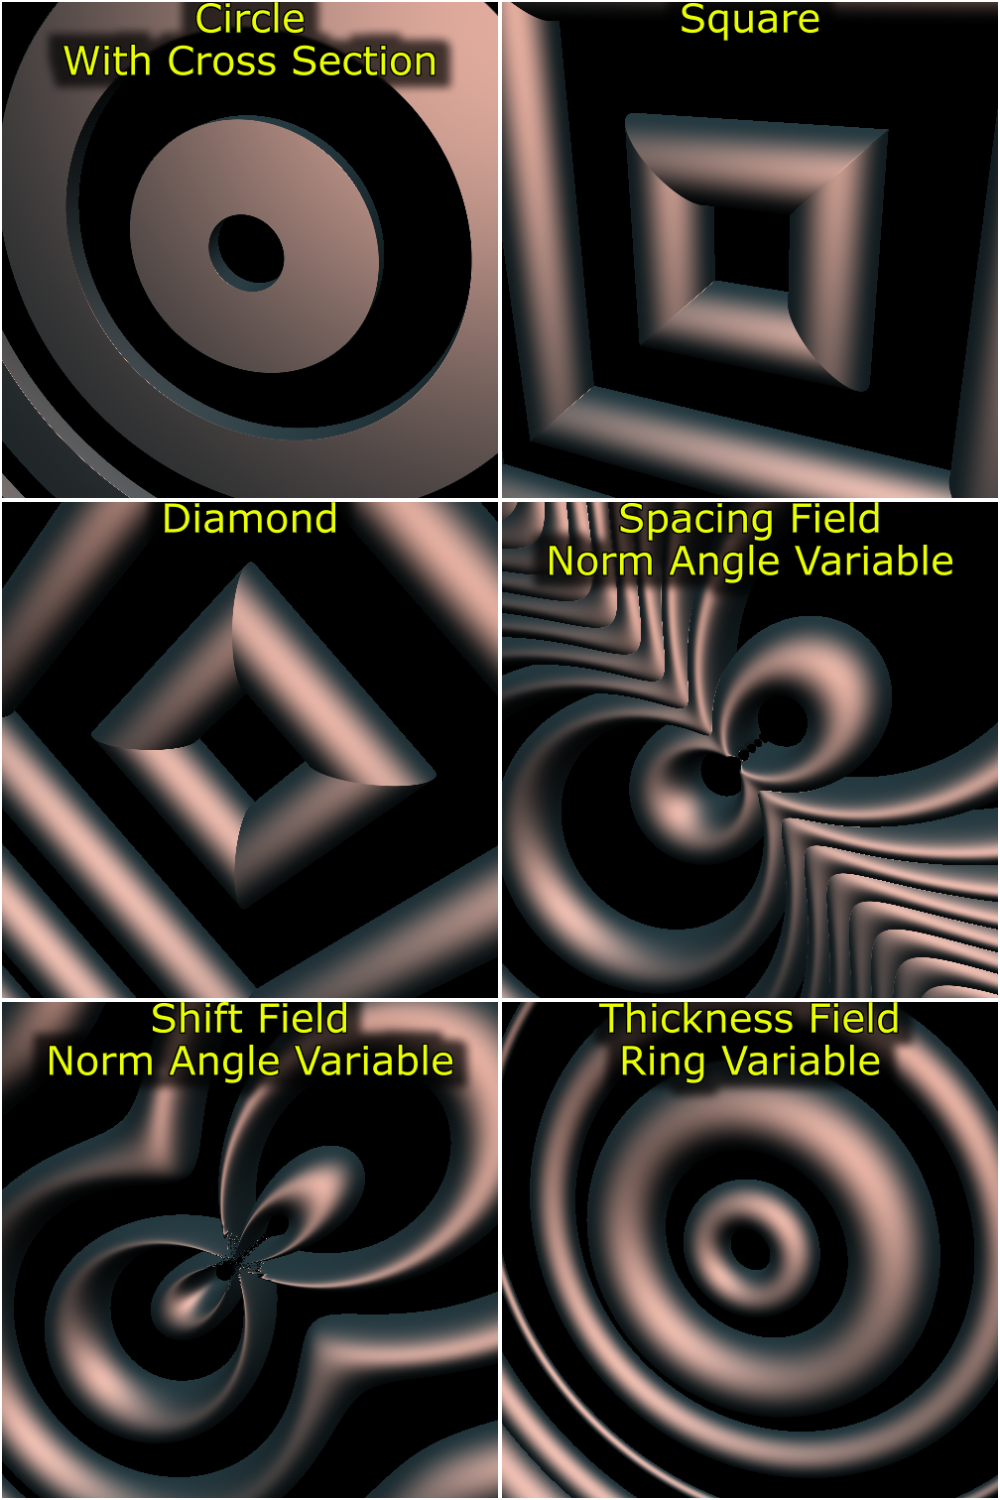 Circle
With Cross Section
Square
Diamond
Spacing Field
Norm Angle Variable
Shift Field
Norm Angle Variable
Thickness Field
Ring Variable